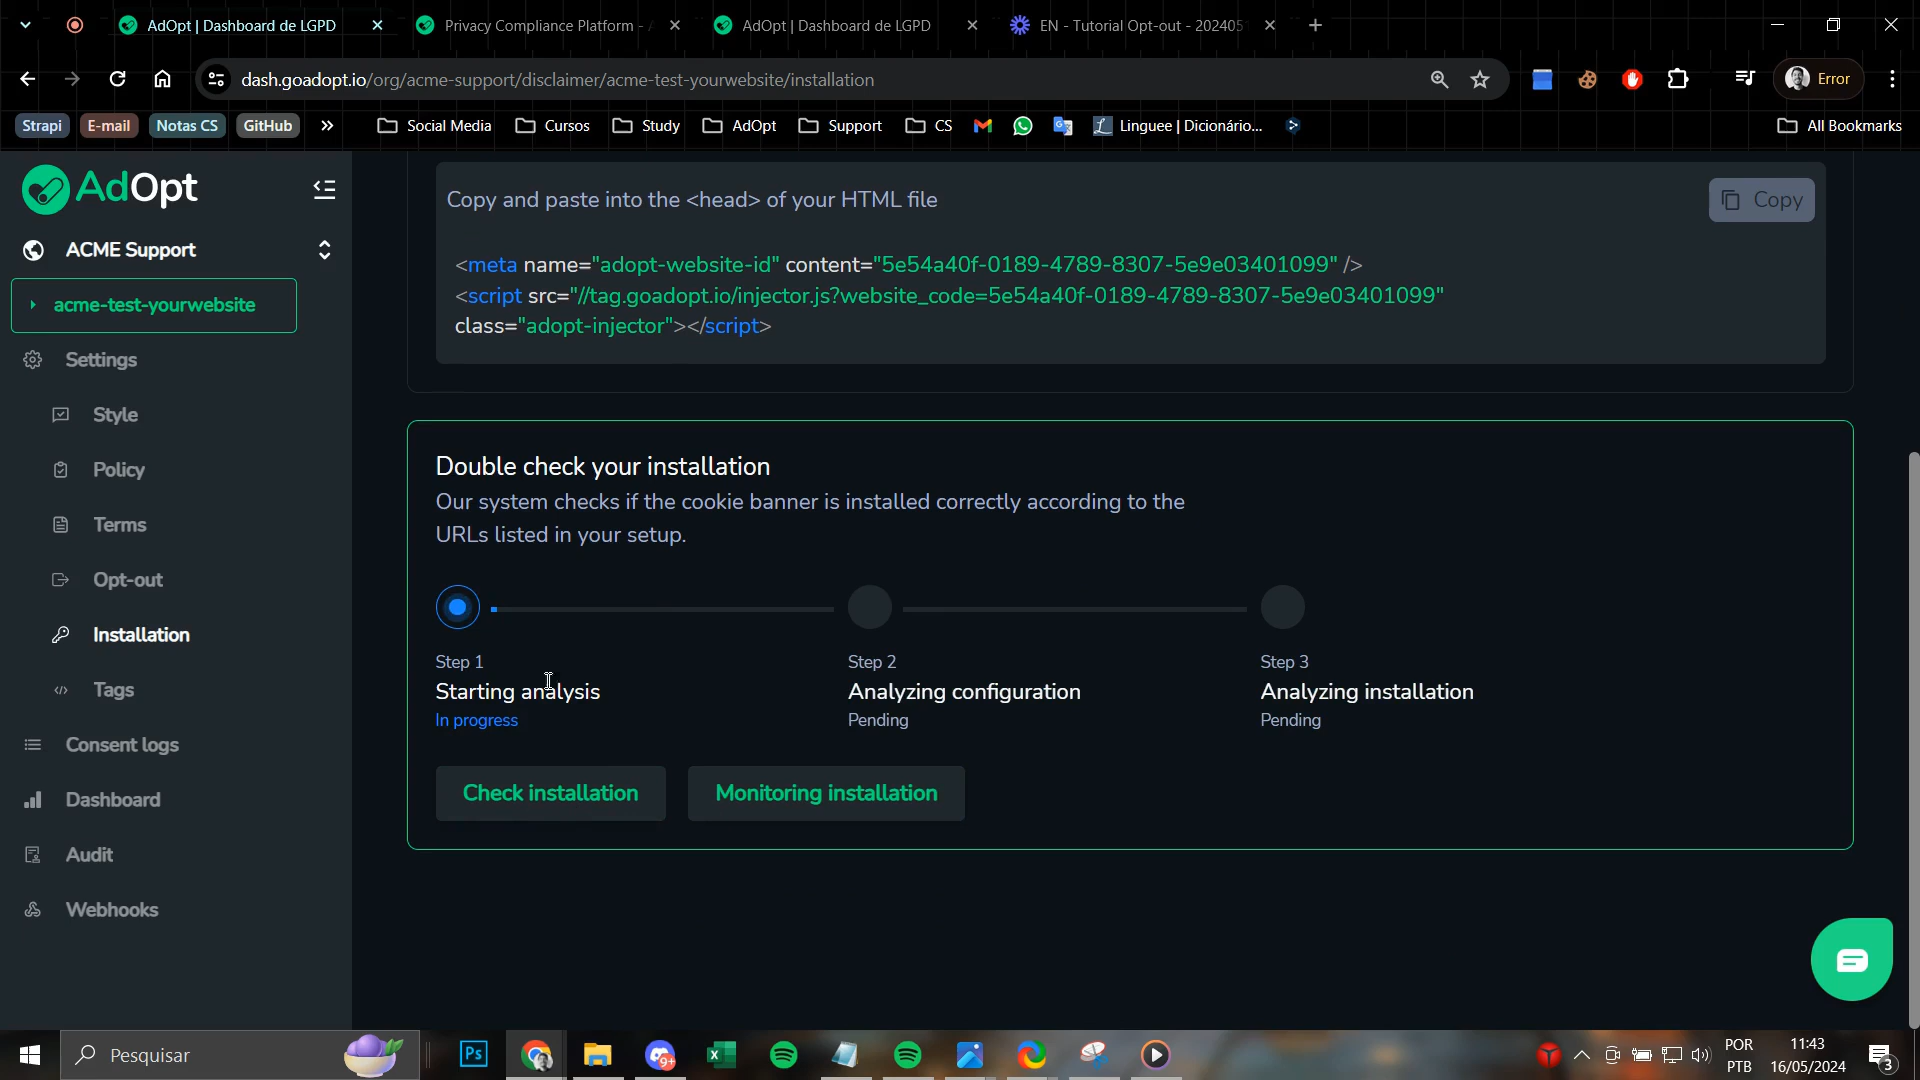 AdOpt | Dashboard de LGPD
Privacy Compliance Platform - A
AdOpt | Dashboard de LGPD
EN - Tutorial Opt-out - 202405
dash.goadopt.io/org/acme-support/disclaimer/acme-test-yourwebsite/installation
Error
Strapi
E-mail
Notas CS
GitHub
Social Media
Cursos
Study
AdOpt
Support
CS
Linguee | Dicionário...
All Bookmarks
AdOpt
ACME Support
acme-test-yourwebsite
Settings
Style
Policy
Terms
Opt-out
Installation
Tags
Consent logs
Dashboard
Audit
Webhooks
Copy and paste into the <head> of your HTML file
Copy
<meta name="adopt-website-id" content="5e54a40f-0189-4789-8307-5e9e03401099" />
<script src="//tag.goadopt.io/injector.js?website_code=5e54a40f-0189-4789-8307-5e9e03401099"
class="adopt-injector"></script>
Double check your installation
Our system checks if the cookie banner is installed correctly according to the
URLs listed in your setup.
Step 1
Starting analysis
In progress
Step 2
Analyzing configuration
Pending
Step 3
Analyzing installation
Pending
Check installation
Monitoring installation
Pesquisar
Ps
9+
POR
PTB
11:43
16/05/2024
3